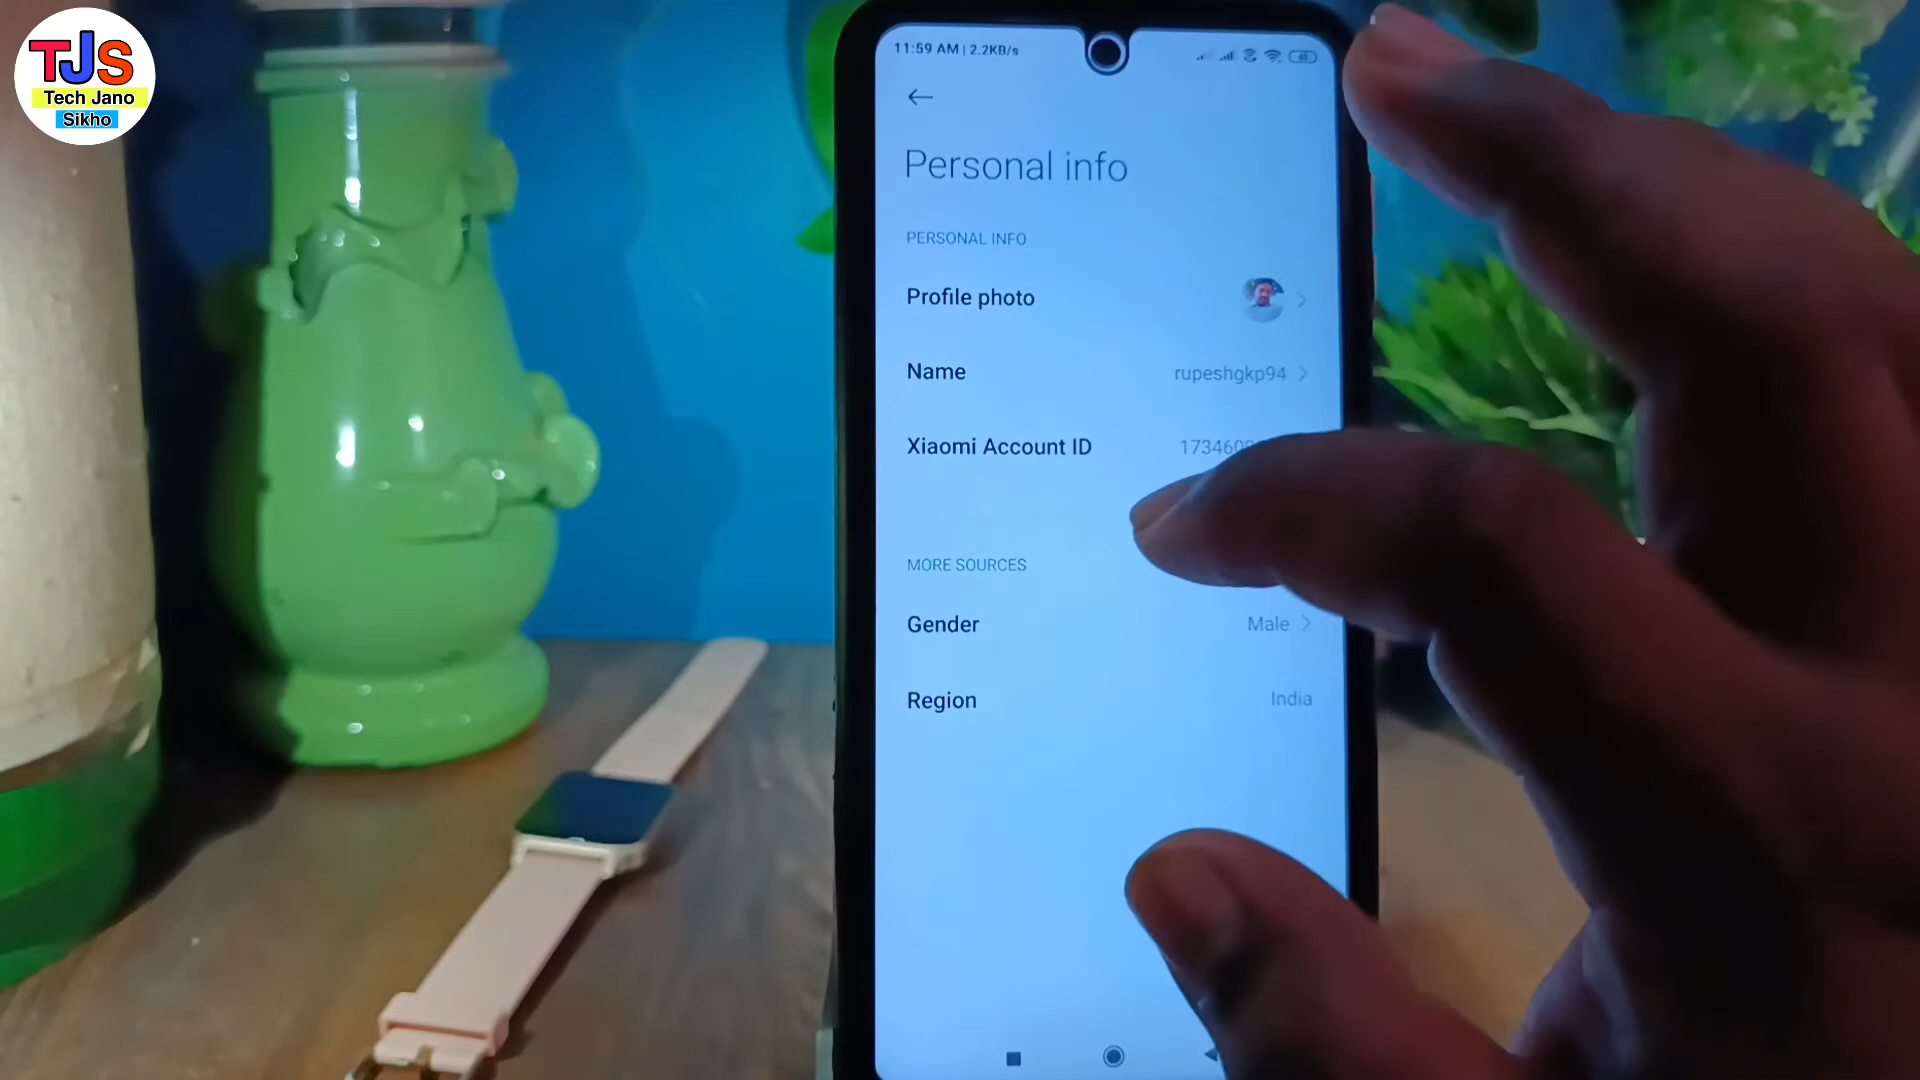 TJS
Tech Jano
Sikho
11:59 AM | 2.2KB/s
Personal info
PERSONAL INFO
Profile photo
Name rupeshgkp94
Xiaomi Account ID 17346
MORE SOURCES
Gender Male
Region India